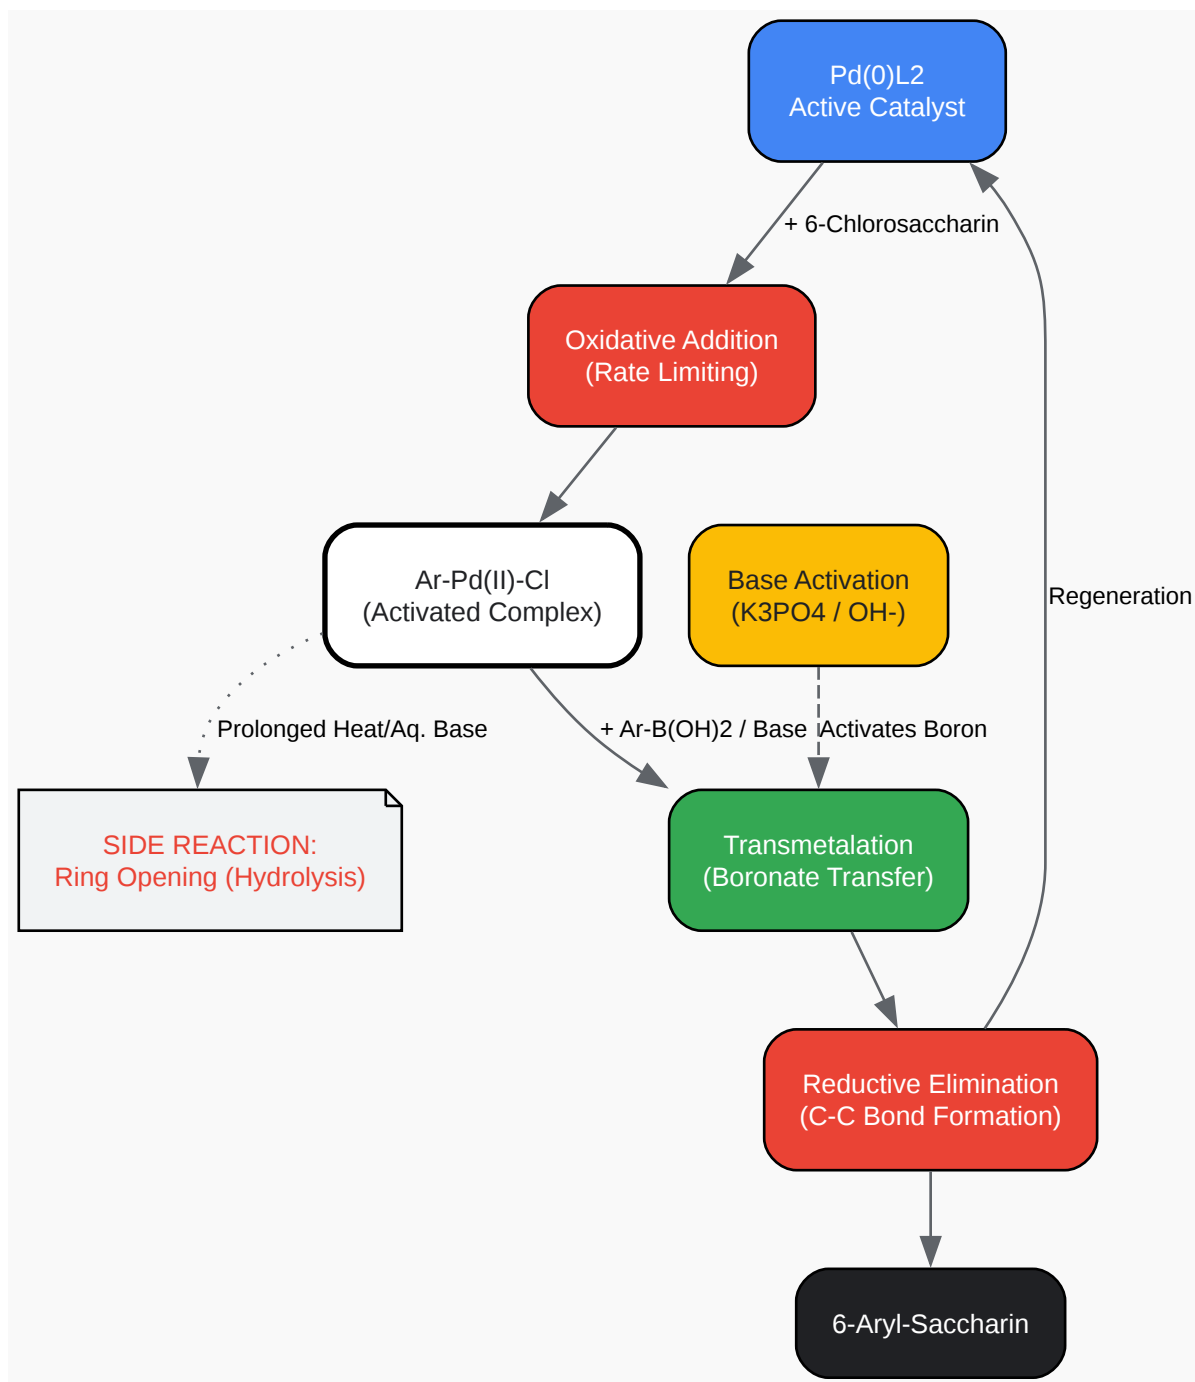 Pd(0)L2
Active Catalyst
+ 6-Chlorosaccharin
Oxidative Addition
(Rate Limiting)
Ar-Pd(II)-Cl
(Activated Complex)
Base Activation
(K3PO4 / OH-)
Regeneration
Prolonged Heat/Aq. Base
+ Ar-B(OH)2 / Base
Activates Boron
SIDE REACTION:
Ring Opening (Hydrolysis)
Transmetalation
(Boronate Transfer)
Reductive Elimination
(C-C Bond Formation)
6-Aryl-Saccharin